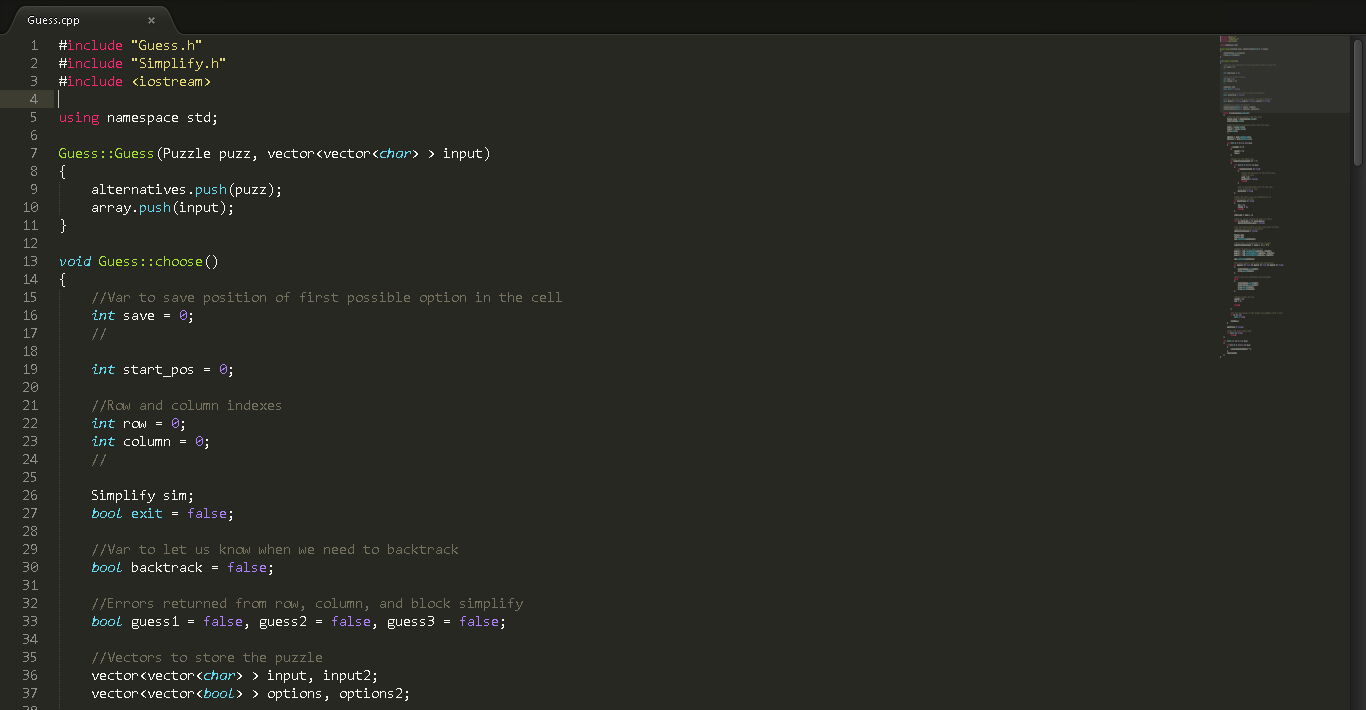 Guess.cpp ×
1 #include "Guess.h"
2 #include "Simplify.h"
3 #include <iostream>
4
5 using namespace std;
6
7 Guess::Guess(Puzzle puzz, vector<vector<char> > input)
8 {
9     alternatives.push(puzz);
10     array.push(input);
11 }
12
13 void Guess::choose()
14 {
15     //Var to save position of first possible option in the cell
16     int save = 0;
17     //
18
19     int start_pos = 0;
20
21     //Row and column indexes
22     int row = 0;
23     int column = 0;
24     //
25
26     Simplify sim;
27     bool exit = false;
28
29     //Var to let us know when we need to backtrack
30     bool backtrack = false;
31
32     //Errors returned from row, column, and block simplify
33     bool guess1 = false, guess2 = false, guess3 = false;
34
35     //Vectors to store the puzzle
36     vector<vector<char> > input, input2;
37     vector<vector<bool> > options, options2;